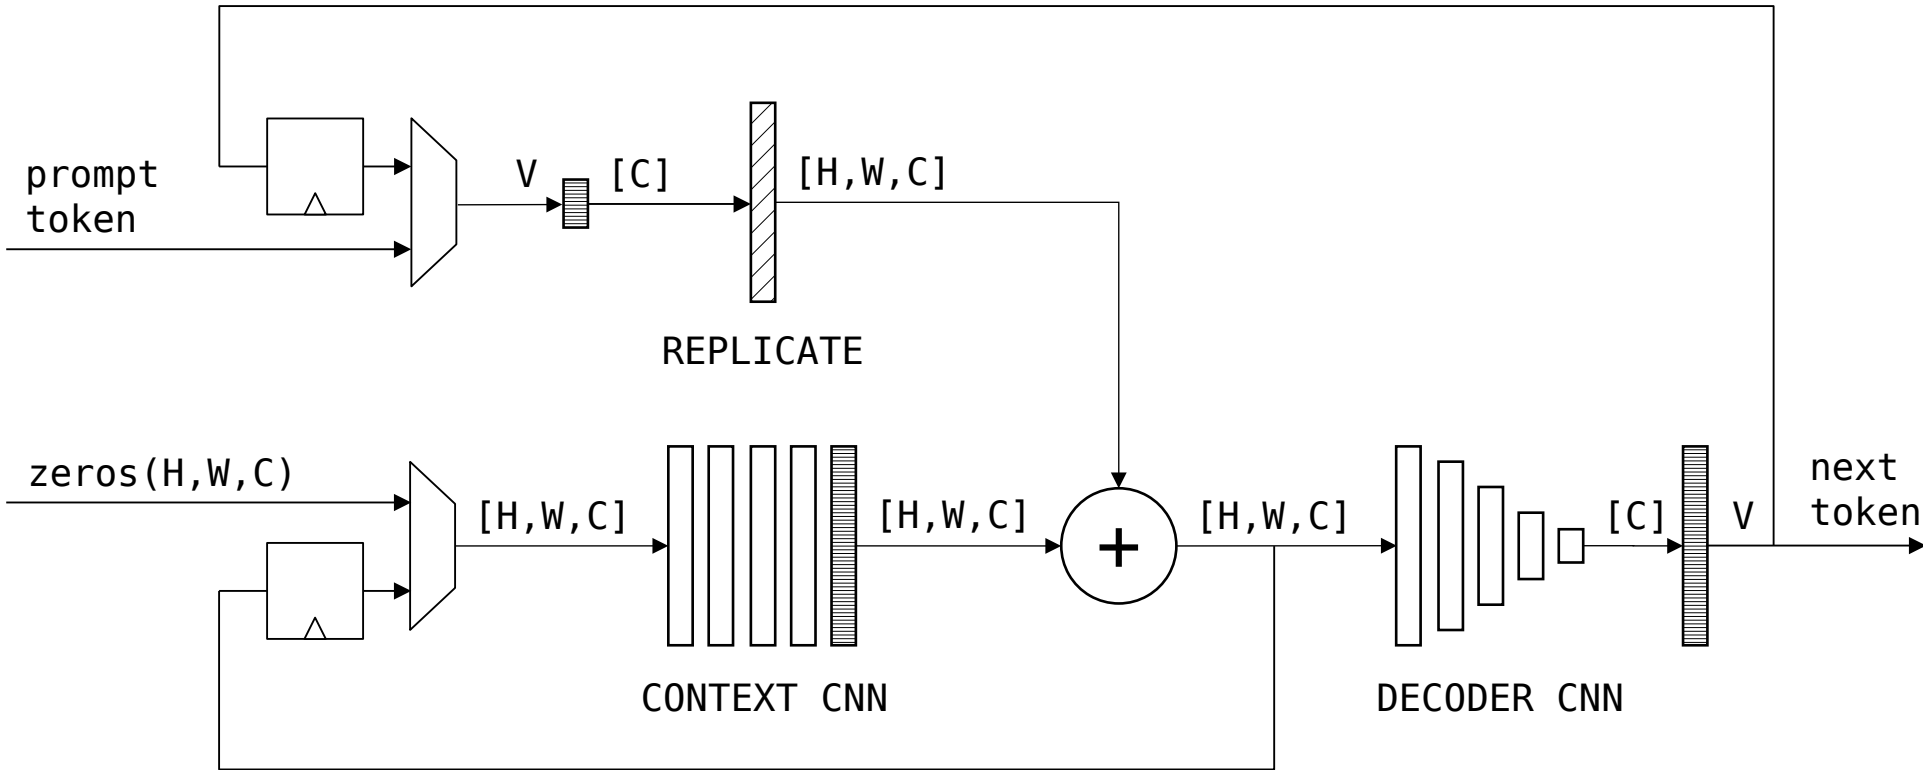 prompt
token
V
[C]
[H,W,C]
REPLICATE
zeros(H,W,C)
[H,W,C]
[H,W,C]
+
[H,W,C]
[C]
V
next
token
CONTEXT CNN
DECODER CNN